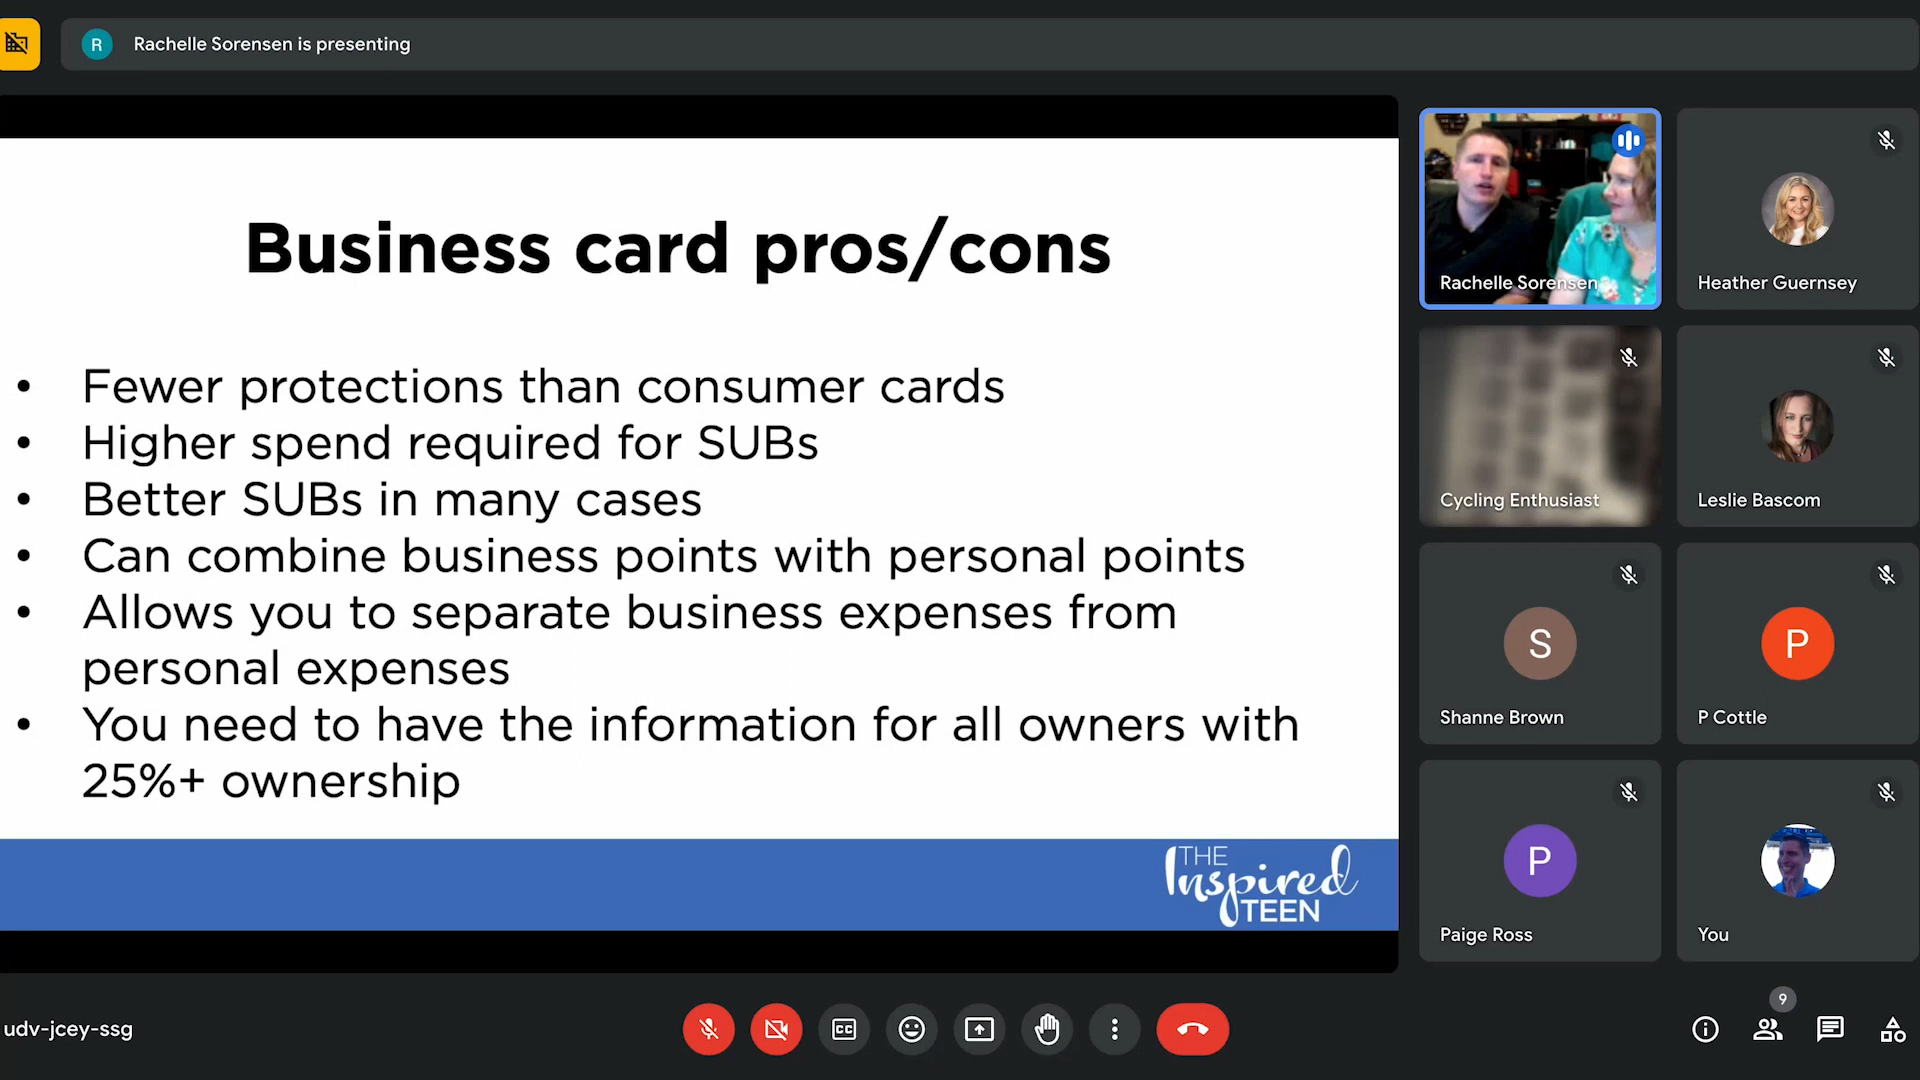 R
Rachelle Sorensen is presenting
Business card pros/cons
• Fewer protections than consumer cards
• Higher spend required for SUBs
• Better SUBs in many cases
• Can combine business points with personal points
• Allows you to separate business expenses from
personal expenses
• You need to have the information for all owners with
25%+ ownership
THE
Inspired
TEEN
Rachelle Sorensen
Heather Guernsey
Cycling Enthusiast
Leslie Bascom
S
Shanne Brown
P
P Cottle
P
Paige Ross
You
udv-jcey-ssg
CC
9